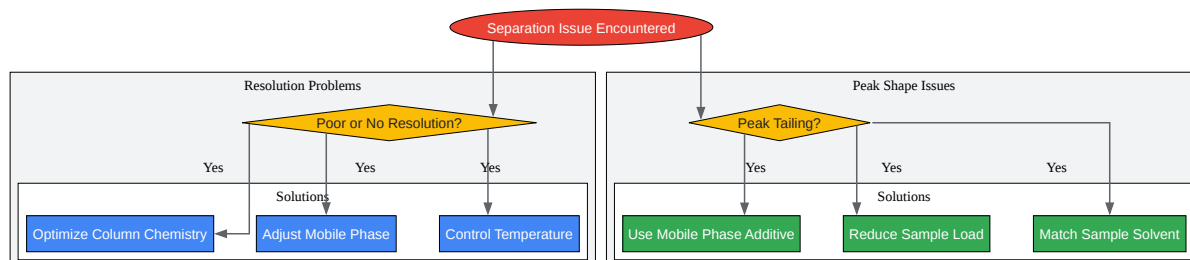 Separation Issue Encountered
Resolution Problems
Peak Shape Issues
Poor or No Resolution?
Peak Tailing?
Yes
Yes
Yes
Yes
Yes
Yes
Solutions
Solutions
Optimize Column Chemistry
Adjust Mobile Phase
Control Temperature
Use Mobile Phase Additive
Reduce Sample Load
Match Sample Solvent